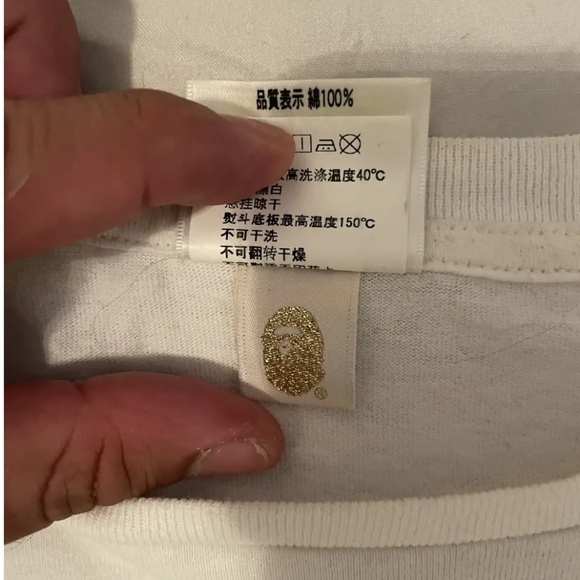 品質表示 綿100%
高洗涤温度40℃
漂白
悬挂晾干
熨斗底板最高温度150℃
不可干洗
不可翻转干燥
®